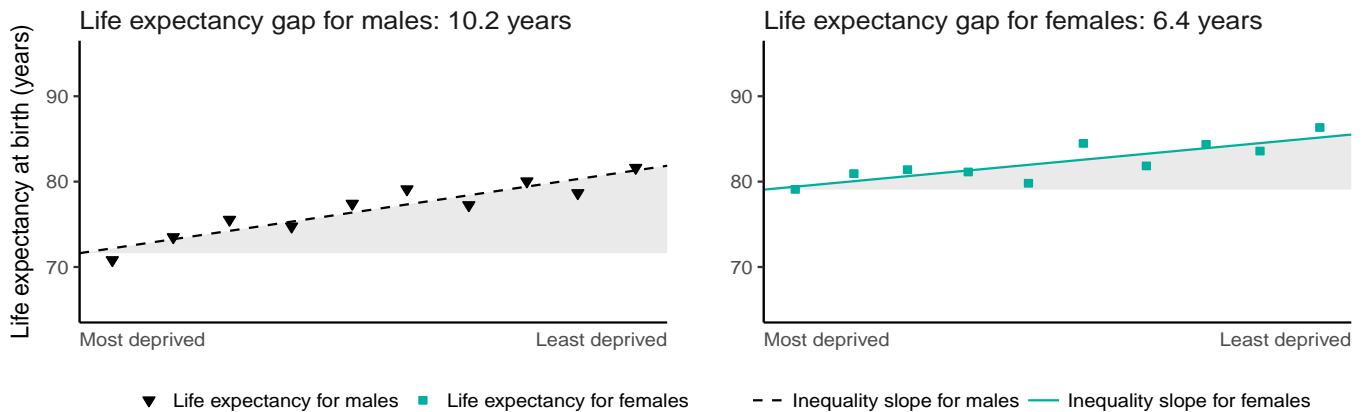 Life expectancy gap for males: 10.2 years
Life expectancy at birth (years)
90
80
70
Most deprived Least deprived
Life expectancy gap for females: 6.4 years
90
80
70
Most deprived Least deprived
Life expectancy for males Life expectancy for females Inequality slope for males Inequality slope for females